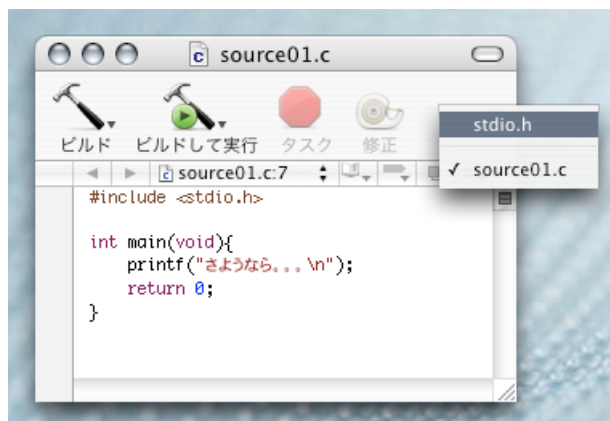 source01.c
ビルド ビルドして実行 タスク 修正
stdio.h
✓ source01.c
source01.c:7
#include <stdio.h>
int main(void){
printf("さようなら...\n");
return 0;
}